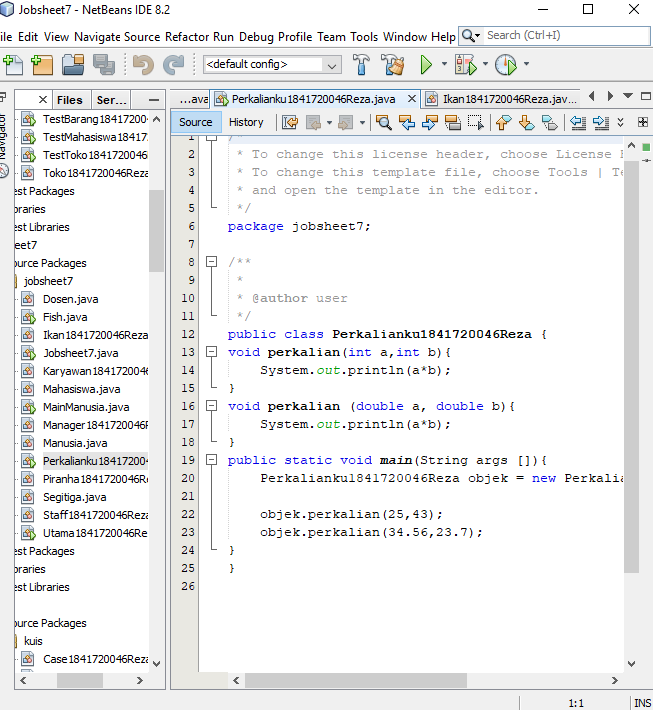 Jobsheet7 - NetBeans IDE 8.2
ile Edit View Navigate Source Refactor Run Debug Profile Team Tools Window Help
Search (Ctrl+I)
<default config>
Files
Ser...
...ava
Perkalianku1841720046Reza.java
Ikan1841720046Reza.jav...
Navigator
Source
History
TestBarang18417200
TestMahasiswa1841
TestToko1841720046
Toko1841720046Reza
est Packages
praries
est Libraries
eet7
ource Packages
jobsheet7
Dosen.java
Fish.java
Ikan1841720046Reza
Jobsheet7.java
Karyawan1841720046
Mahasiswa.java
MainManusia.java
Manager1841720046F
Manusia.java
Perkalianku18417200
Piranha1841720046R
Segitiga.java
Staff1841720046Reza
Utama1841720046Re
est Packages
praries
est Libraries
ource Packages
kuis
Case1841720046Reza
1 /*
2 * To change this license header, choose License
3 * To change this template file, choose Tools | Te
4 * and open the template in the editor.
5 */
6 package jobsheet7;
7
8 /**
9 *
10 * @author user
11 */
12 public class Perkalianku1841720046Reza {
13 void perkalian(int a,int b){
14 System.out.println(a*b);
15 }
16 void perkalian (double a, double b){
17 System.out.println(a*b);
18 }
19 public static void main(String args []){
20 Perkalianku1841720046Reza objek = new Perkalia
21
22 objek.perkalian(25,43);
23 objek.perkalian(34.56,23.7);
24 }
25 }
26
1:1
INS